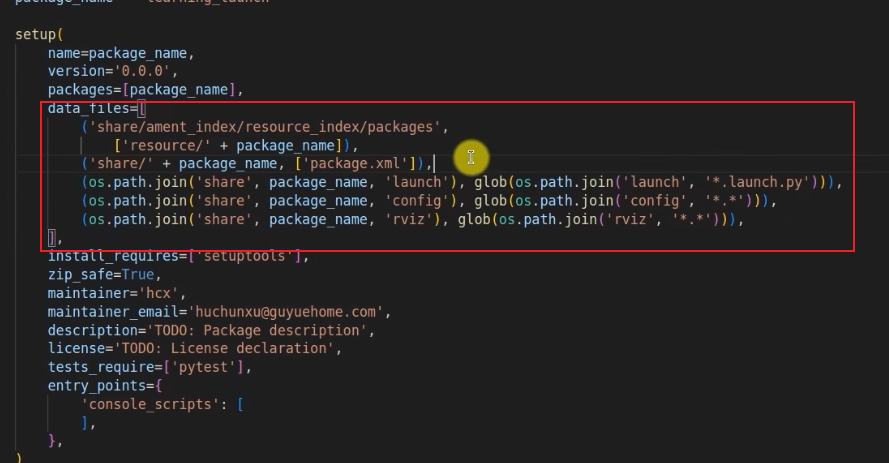 setup(
    name=package_name,
    version='0.0.0',
    packages=[package_name],
    data_files=[
        ('share/ament_index/resource_index/packages',
            ['resource/' + package_name]),
        ('share/' + package_name, ['package.xml']),
        (os.path.join('share', package_name, 'launch'), glob(os.path.join('launch', '*.launch.py'))),
        (os.path.join('share', package_name, 'config'), glob(os.path.join('config', '*.*'))),
        (os.path.join('share', package_name, 'rviz'), glob(os.path.join('rviz', '*.*'))),
    ],
    install_requires=['setuptools'],
    zip_safe=True,
    maintainer='hcx',
    maintainer_email='huchunxu@guyuehome.com',
    description='TODO: Package description',
    license='TODO: License declaration',
    tests_require=['pytest'],
    entry_points={
        'console_scripts': [
        ],
    },
)